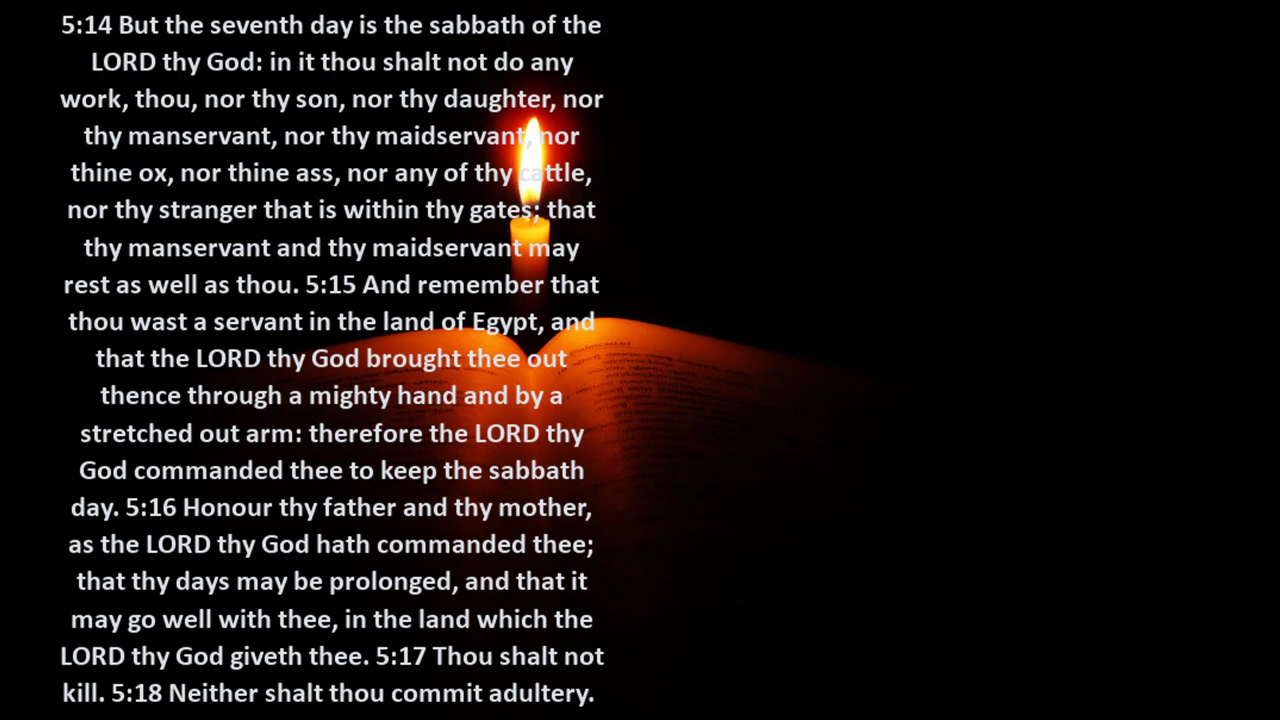 5:14 But the seventh day is the sabbath of the
LORD thy God: in it thou shalt not do any
work, thou, nor thy son, nor thy daughter, nor
thy manservant, nor thy maidservant, nor
thine ox, nor thine ass, nor any of thy cattle,
nor thy stranger that is within thy gates; that
thy manservant and thy maidservant may
rest as well as thou. 5:15 And remember that
thou wast a servant in the land of Egypt, and
that the LORD thy God brought thee out
thence through a mighty hand and by a
stretched out arm: therefore the LORD thy
God commanded thee to keep the sabbath
day. 5:16 Honour thy father and thy mother,
as the LORD thy God hath commanded thee;
that thy days may be prolonged, and that it
may go well with thee, in the land which the
LORD thy God giveth thee. 5:17 Thou shalt not
kill. 5:18 Neither shalt thou commit adultery.